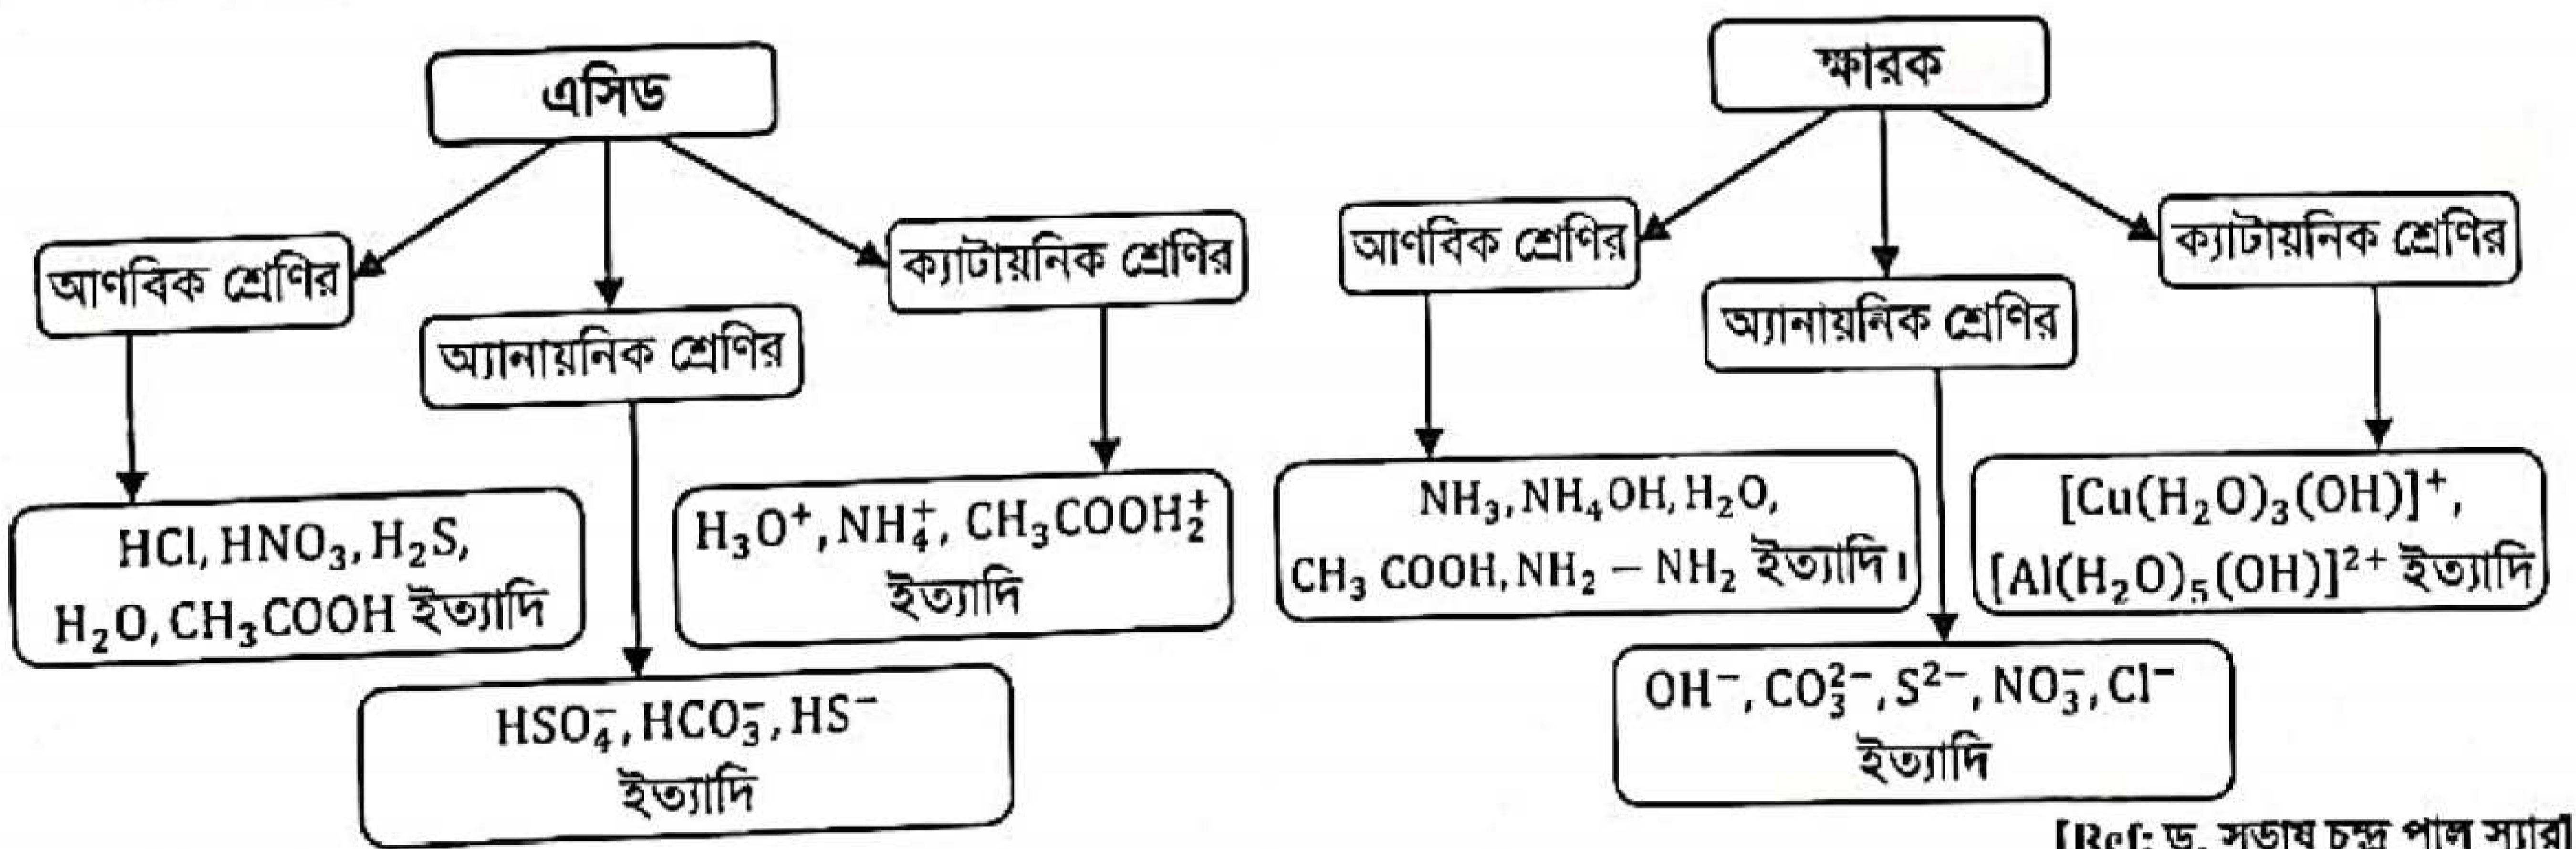 এসিড
আণবিক শ্রেণির
অ্যানায়নিক শ্রেণির
ক্যাটায়নিক শ্রেণির
HCl, HNO₃, H₂S,
H₂O, CH₃COOH ইত্যাদি
H₃O⁺, NH₄⁺, CH₃COOH₂⁺
ইত্যাদি
HSO₄⁻, HCO₃⁻, HS⁻
ইত্যাদি
ক্ষারক
আণবিক শ্রেণির
অ্যানায়নিক শ্রেণির
ক্যাটায়নিক শ্রেণির
NH₃, NH₄OH, H₂O,
CH₃ COOH, NH₂ − NH₂ ইত্যাদি।
[Cu(H₂O)₃(OH)]⁺,
[Al(H₂O)₅(OH)]²⁺ ইত্যাদি
OH⁻, CO₃²⁻, S²⁻, NO₃⁻, Cl⁻
ইত্যাদি
[Ref: ড. সুভাষ চন্দ্র পাল স্যার]